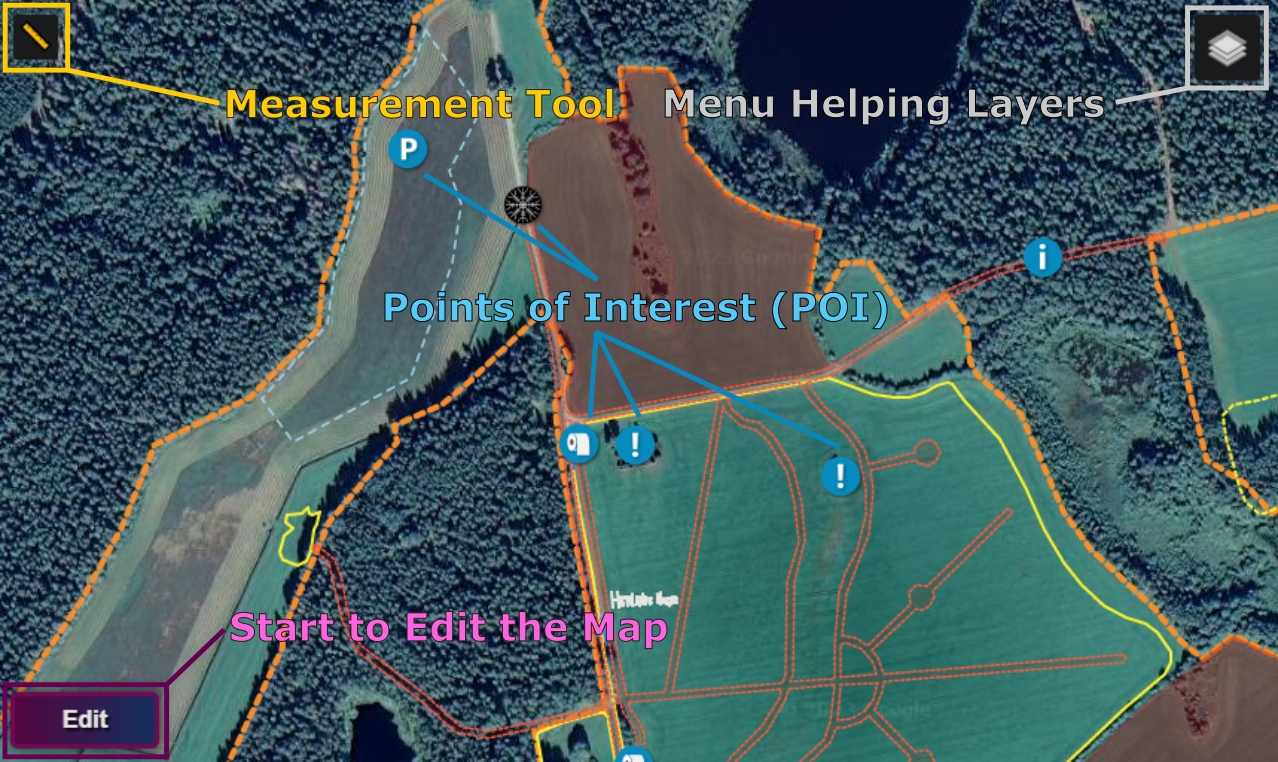 Measurement Tool
Menu Helping Layers
P
i
Points of Interest (POI)
!
!
Start to Edit the Map
Edit